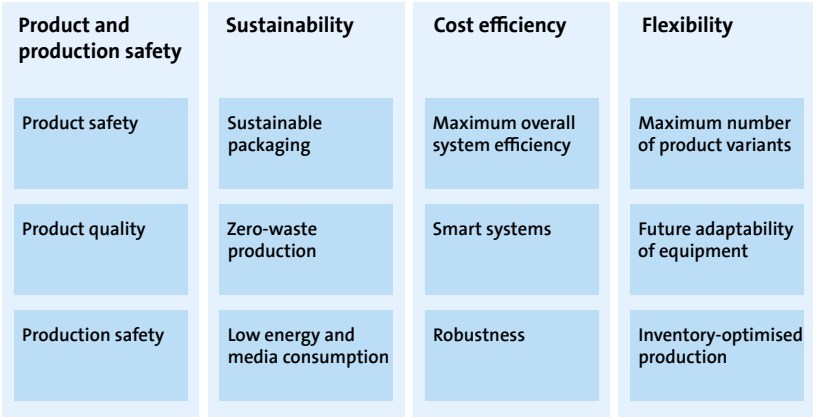 Product and
production safety
Product safety
Product quality
Production safety
Sustainability
Sustainable
packaging
Zero-waste
production
Low energy and
media consumption
Cost efficiency
Maximum overall
system efficiency
Smart systems
Robustness
Flexibility
Maximum number
of product variants
Future adaptability
of equipment
Inventory-optimised
production